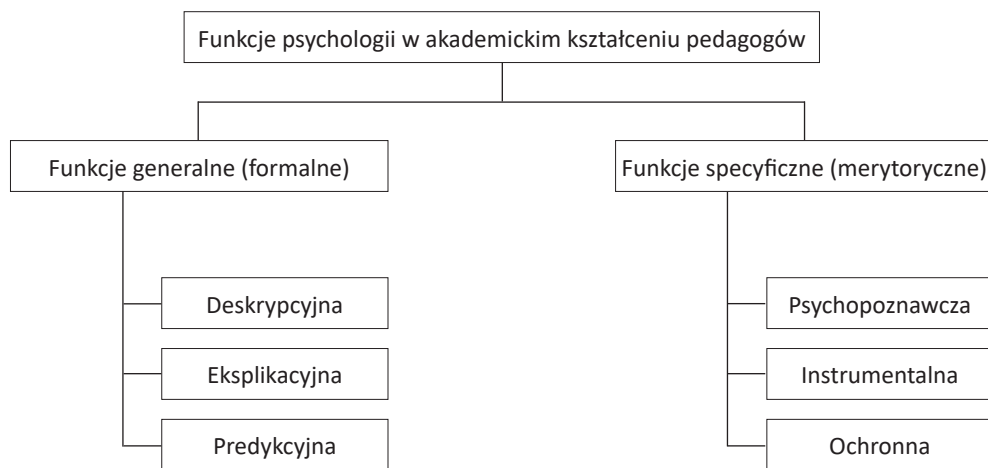 Funkcje psychologii w akademickim kształceniu pedagogów
Funkcje generalne (formalne)
Funkcje specyficzne (merytoryczne)
Deskrypcyjna
Psychopoznawcza
Eksplikacyjna
Instrumentalna
Predykcyjna
Ochronna